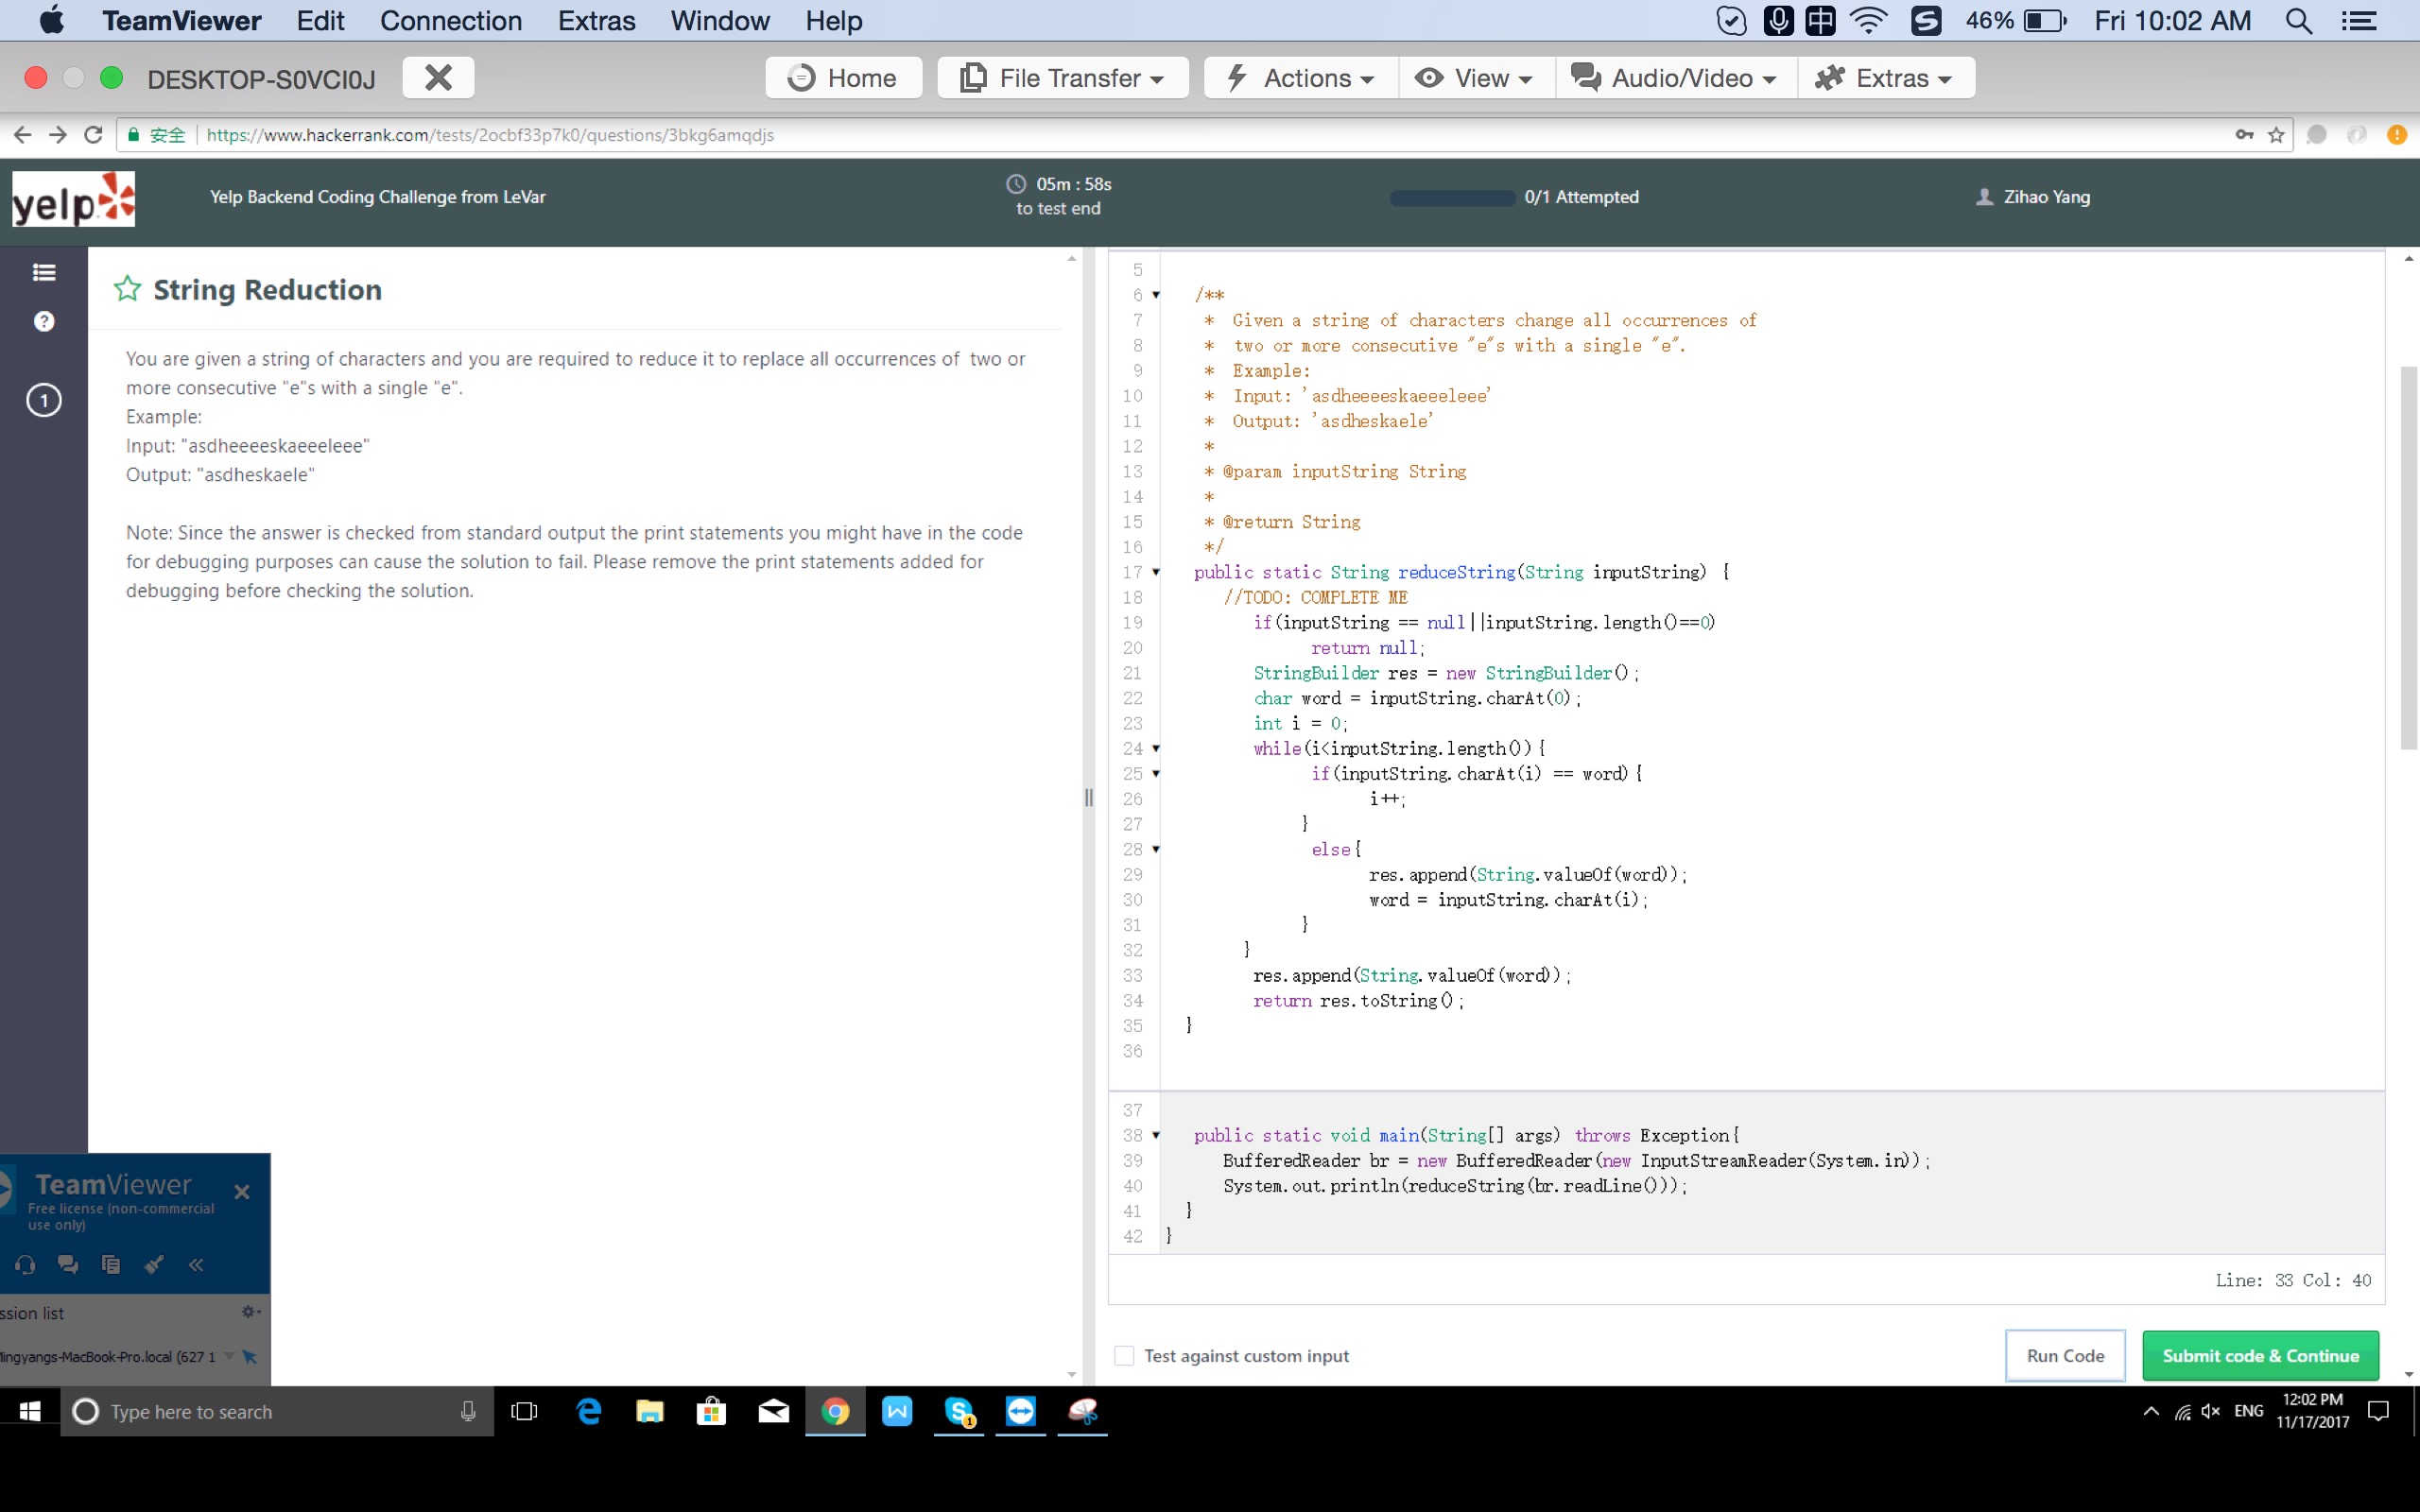 TeamViewer Edit Connection Extras Window Help 中 S 46% Fri 10:02 AM
DESKTOP-S0VCI0J Home File Transfer Actions View Audio/Video Extras
安全 https://www.hackerrank.com/tests/2ocbf33p7k0/questions/3bkg6amqdjs
yelp
Yelp Backend Coding Challenge from LeVar
05m : 58s
to test end
0/1 Attempted
Zihao Yang
?
1
String Reduction
You are given a string of characters and you are required to reduce it to replace all occurrences of two or
more consecutive "e"s with a single "e".
Example:
Input: "asdheeeeskaeeeleee"
Output: "asdheskaele"
Note: Since the answer is checked from standard output the print statements you might have in the code
for debugging purposes can cause the solution to fail. Please remove the print statements added for
debugging before checking the solution.
5
6 /**
7 * Given a string of characters change all occurrences of
8 * two or more consecutive "e"s with a single "e".
9 * Example:
10 * Input: 'asdheeeeskaeeeleee'
11 * Output: 'asdheskaele'
12 *
13 * @param inputString String
14 *
15 * @return String
16 */
17 public static String reduceString(String inputString) {
18 //TODO: COMPLETE ME
19 if(inputString == null||inputString.length()==0)
20 return null;
21 StringBuilder res = new StringBuilder();
22 char word = inputString.charAt(0);
23 int i = 0;
24 while(i<inputString.length()){
25 if(inputString.charAt(i) == word){
26 i++;
27 }
28 else{
29 res.append(String.valueOf(word));
30 word = inputString.charAt(i);
31 }
32 }
33 res.append(String.valueOf(word));
34 return res.toString();
35 }
36
37
38 public static void main(String[] args) throws Exception{
39 BufferedReader br = new BufferedReader(new InputStreamReader(System.in));
40 System.out.println(reduceString(br.readLine()));
41 }
42 }
Line: 33 Col: 40
Test against custom input
Run Code
Submit code & Continue
TeamViewer
Free license (non-commercial
use only)
ssion list
Mingyangs-MacBook-Pro.local (627 1
Type here to search
ENG
12:02 PM
11/17/2017